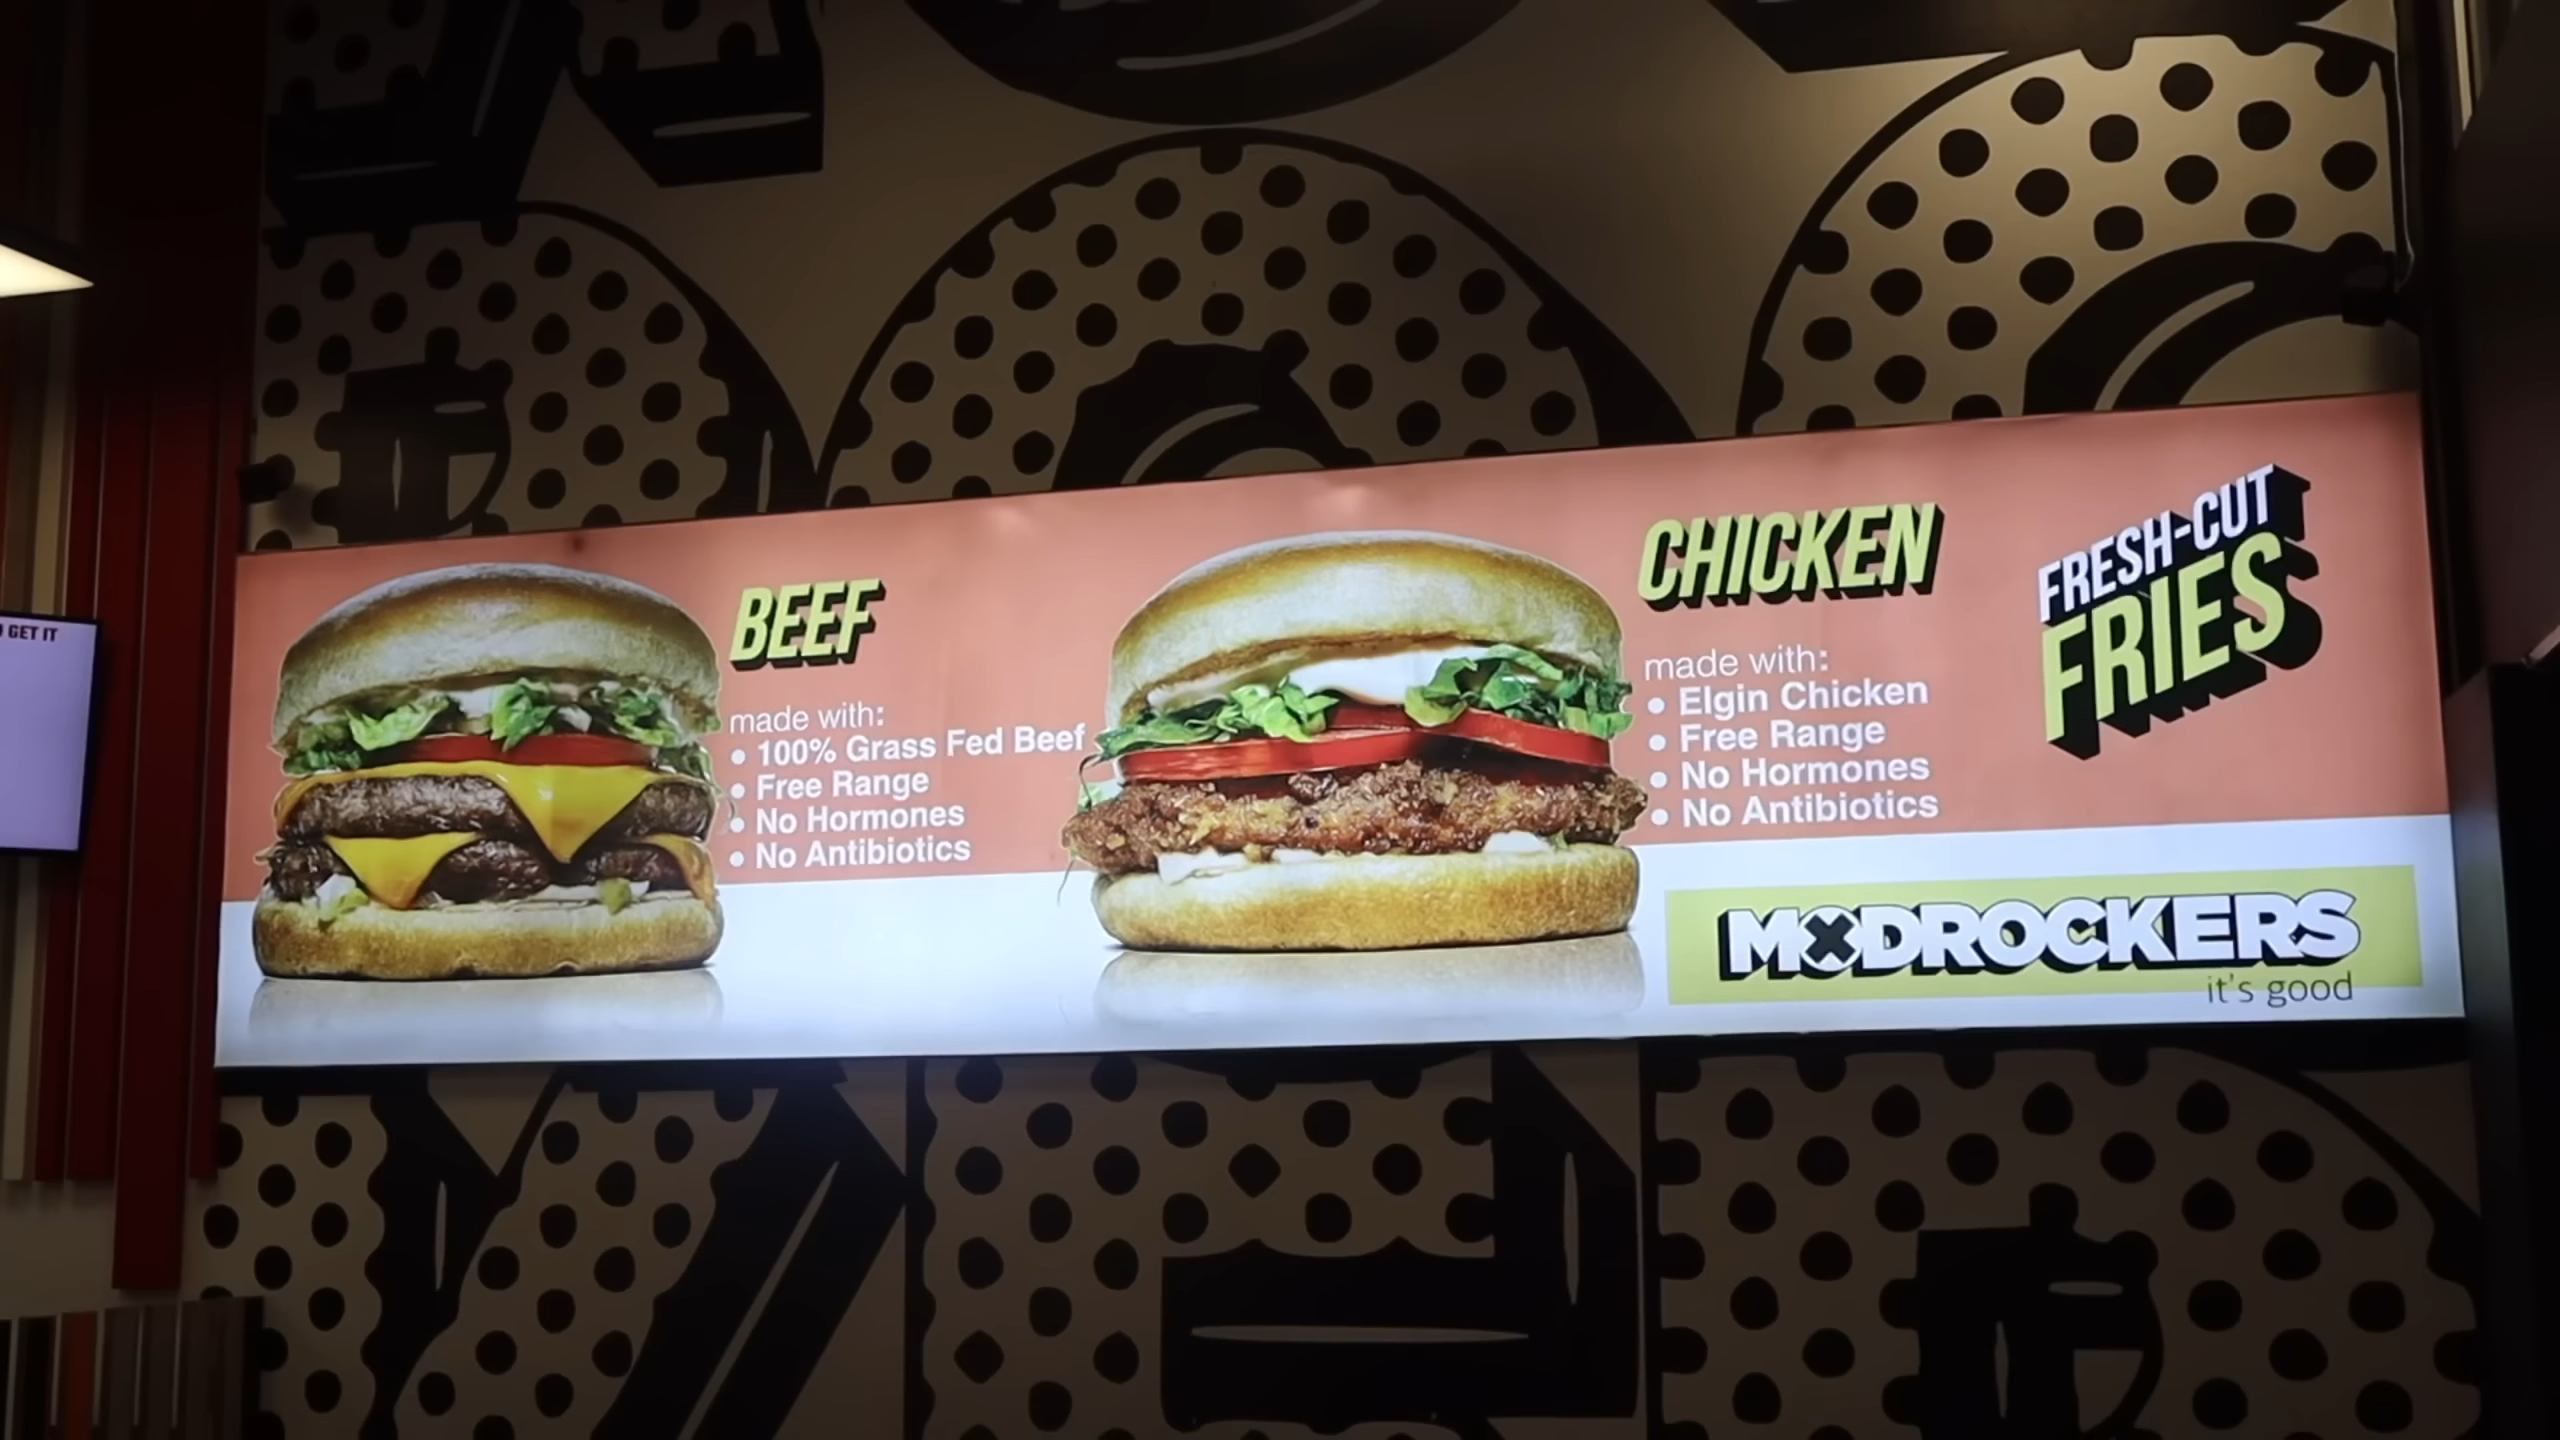 GET IT
BEEF
made with:
• 100% Grass Fed Beef
• Free Range
• No Hormones
• No Antibiotics
CHICKEN
made with:
• Elgin Chicken
• Free Range
• No Hormones
• No Antibiotics
FRESH-CUT
FRIES
MODROCKERS
it's good